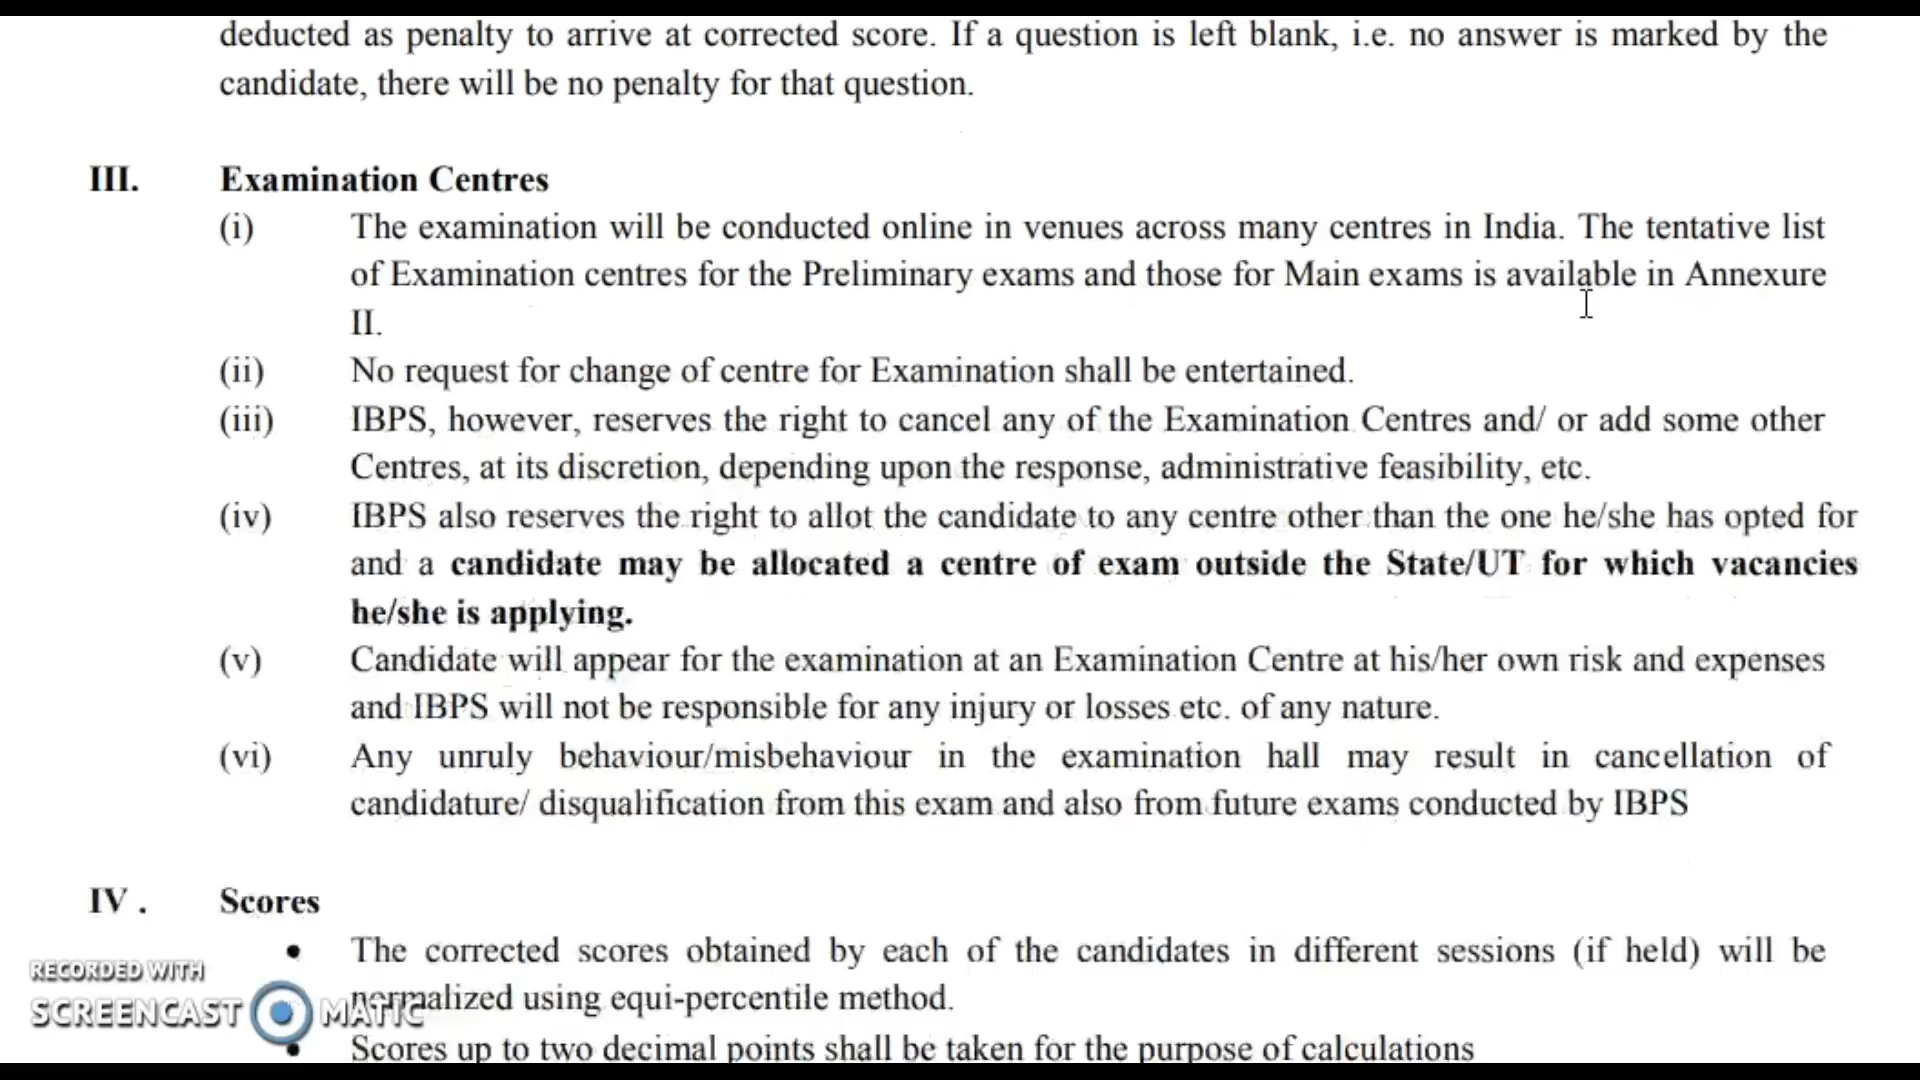 deducted as penalty to arrive at corrected score. If a question is left blank, i.e. no answer is marked by the
candidate, there will be no penalty for that question.
III. Examination Centres
(i) The examination will be conducted online in venues across many centres in India. The tentative list
of Examination centres for the Preliminary exams and those for Main exams is available in Annexure
II.
(ii) No request for change of centre for Examination shall be entertained.
(iii) IBPS, however, reserves the right to cancel any of the Examination Centres and/ or add some other
Centres, at its discretion, depending upon the response, administrative feasibility, etc.
(iv) IBPS also reserves the right to allot the candidate to any centre other than the one he/she has opted for
and a candidate may be allocated a centre of exam outside the State/UT for which vacancies
he/she is applying.
(v) Candidate will appear for the examination at an Examination Centre at his/her own risk and expenses
and IBPS will not be responsible for any injury or losses etc. of any nature.
(vi) Any unruly behaviour/misbehaviour in the examination hall may result in cancellation of
candidature/ disqualification from this exam and also from future exams conducted by IBPS
IV . Scores
• The corrected scores obtained by each of the candidates in different sessions (if held) will be
normalized using equi-percentile method.
• Scores up to two decimal points shall be taken for the purpose of calculations
RECORDED WITH
SCREENCAST MATIC